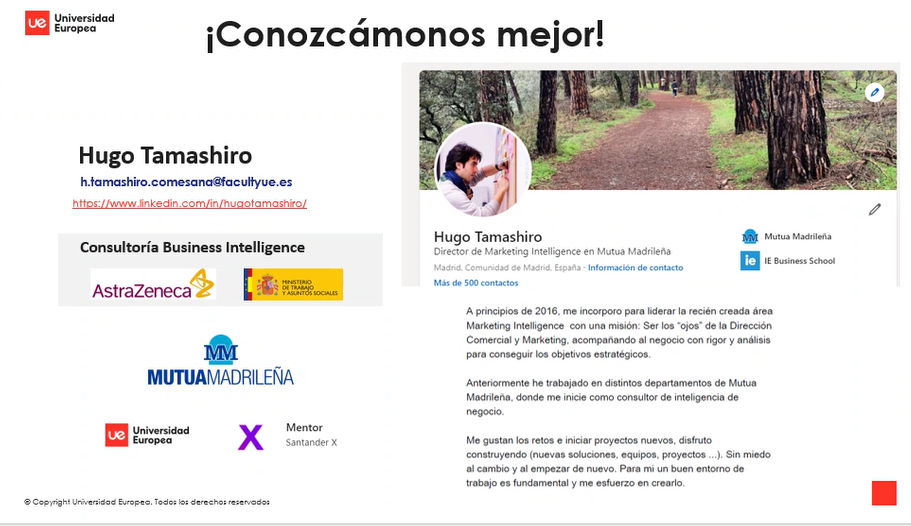 ue Universidad
Europea
¡Conozcámonos mejor!
Hugo Tamashiro
h.tamashiro.comesana@facultyue.es
https://www.linkedin.com/in/hugotamashiro/
Consultoría Business Intelligence
AstraZeneca
MINISTERIO
DE TRABAJO
Y ASUNTOS SOCIALES
MM
MUTUAMADRILEÑA
ue Universidad
Europea
X
Mentor
Santander X
Hugo Tamashiro
Director de Marketing Intelligence en Mutua Madrileña
Madrid, Comunidad de Madrid, España · Información de contacto
Más de 500 contactos
MM Mutua Madrileña
ie IE Business School
A principios de 2016, me incorporo para liderar la recién creada área
Marketing Intelligence con una misión: Ser los “ojos” de la Dirección
Comercial y Marketing, acompañando al negocio con rigor y análisis
para conseguir los objetivos estratégicos.
Anteriormente he trabajado en distintos departamentos de Mutua
Madrileña, donde me inicie como consultor de inteligencia de
negocio.
Me gustan los retos e iniciar proyectos nuevos, disfruto
construyendo (nuevas soluciones, equipos, proyectos ...). Sin miedo
al cambio y al empezar de nuevo. Para mi un buen entorno de
trabajo es fundamental y me esfuerzo en crearlo.
© Copyright Universidad Europea. Todos los derechos reservados